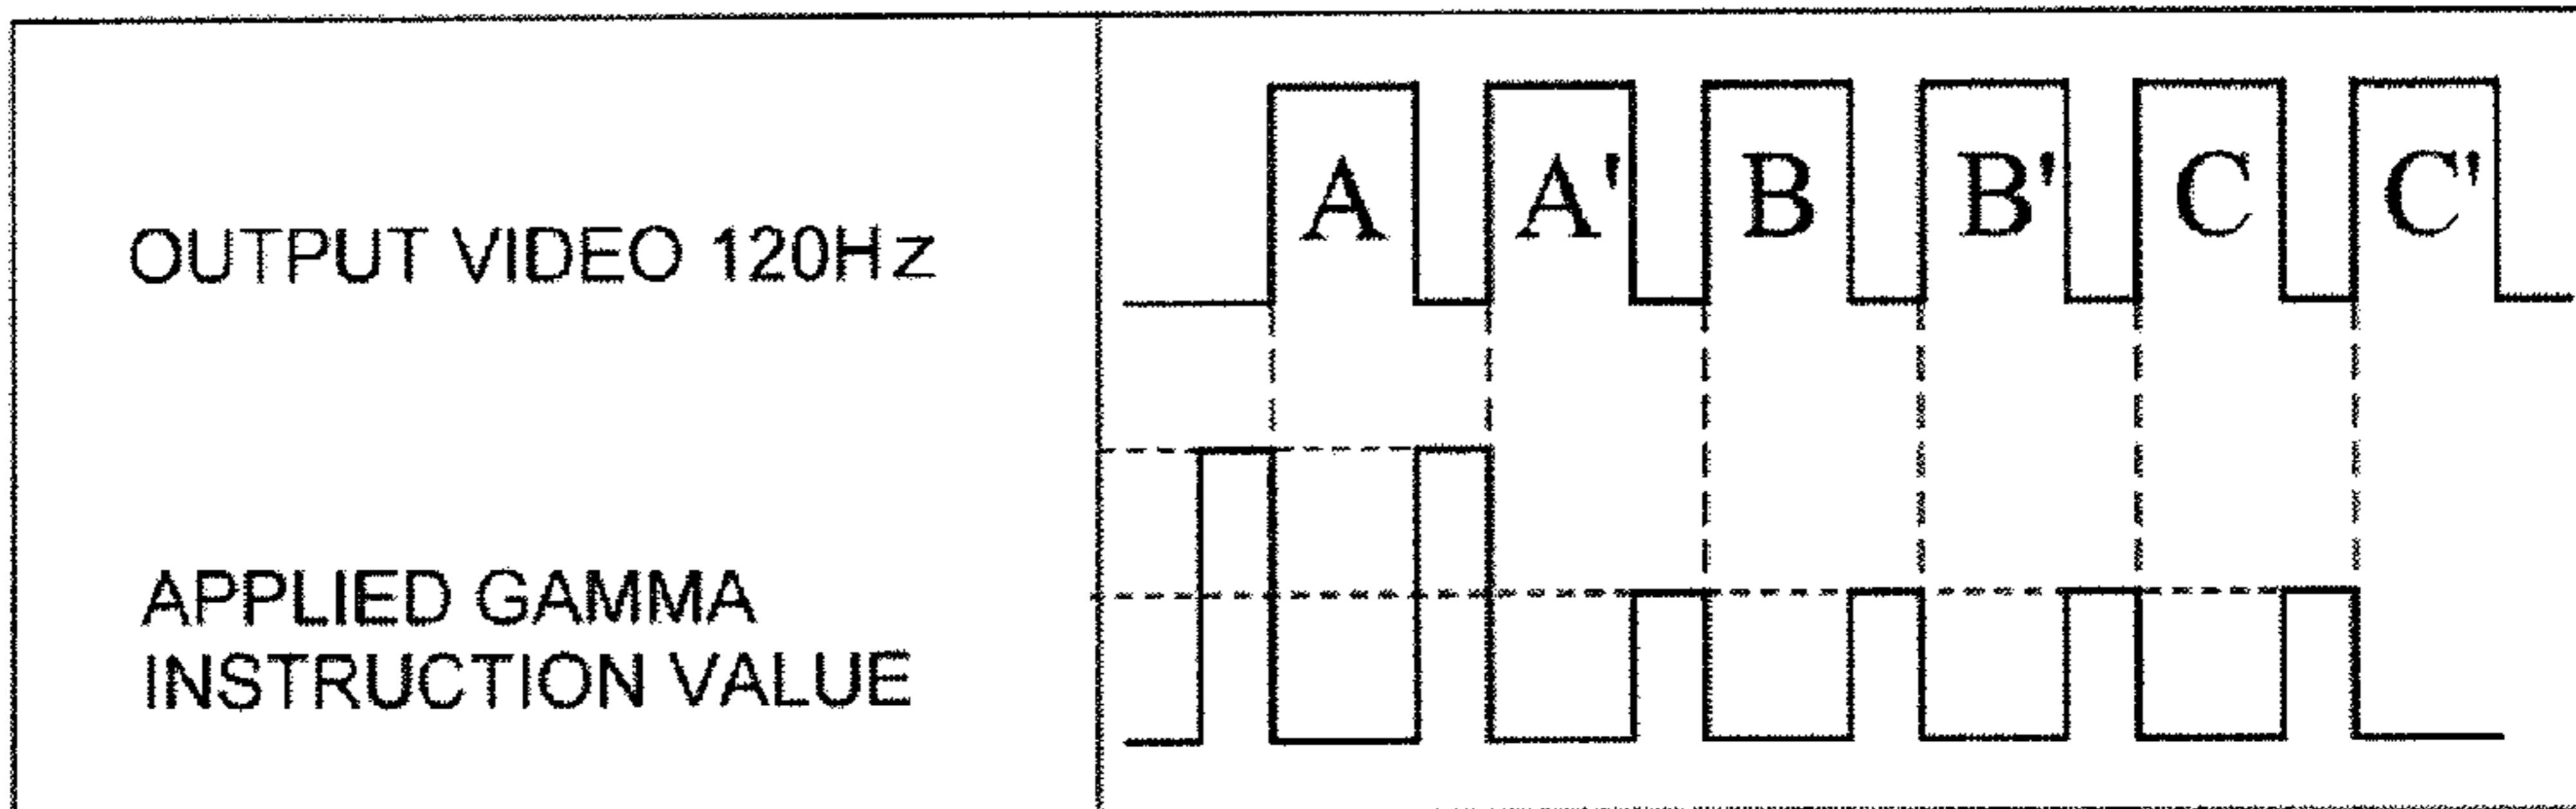 OUTPUT VIDEO 120Hz
A A' B B' C C'
APPLIED GAMMA
INSTRUCTION VALUE